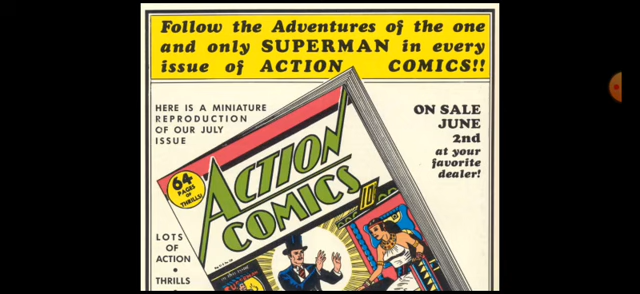 Follow the Adventures of the one
and only SUPERMAN in every
issue of ACTION COMICS!!
HERE IS A MINIATURE
REPRODUCTION
OF OUR JULY
ISSUE
ON SALE
JUNE
2nd
at your
favorite
dealer!
64
PAGES
OF
THRILLS!
ACTION
COMICS
10¢
LOTS
OF
ACTION
•
THRILLS